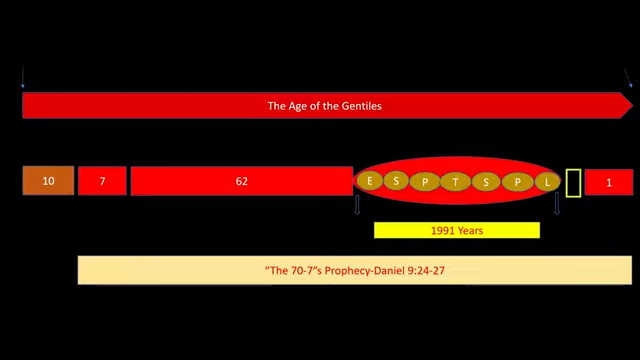 The Age of the Gentiles
10 7 62 E S P T S P L 1
1991 Years
“The 70-7”s Prophecy-Daniel 9:24-27